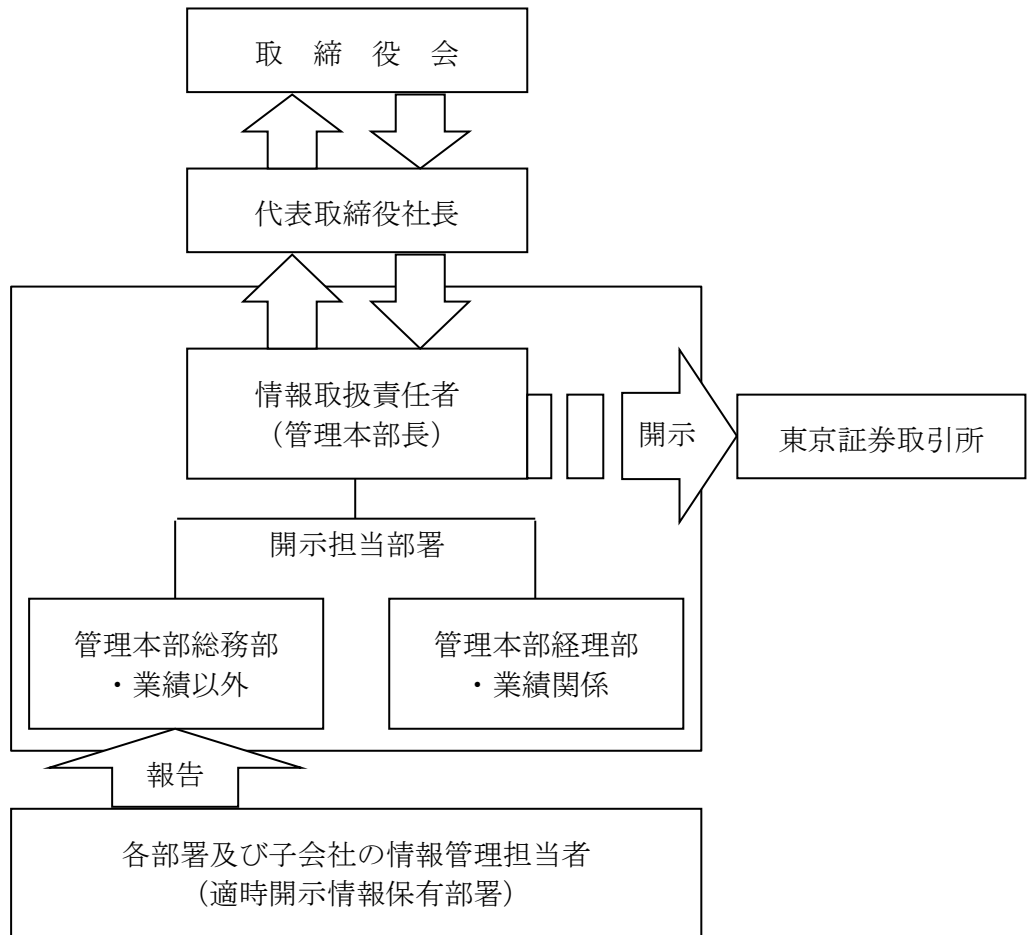 取　締　役　会
代表取締役社長
情報取扱責任者
（管理本部長）
開示
東京証券取引所
開示担当部署
管理本部総務部
・業績以外
管理本部経理部
・業績関係
報告
各部署及び子会社の情報管理担当者
（適時開示情報保有部署）